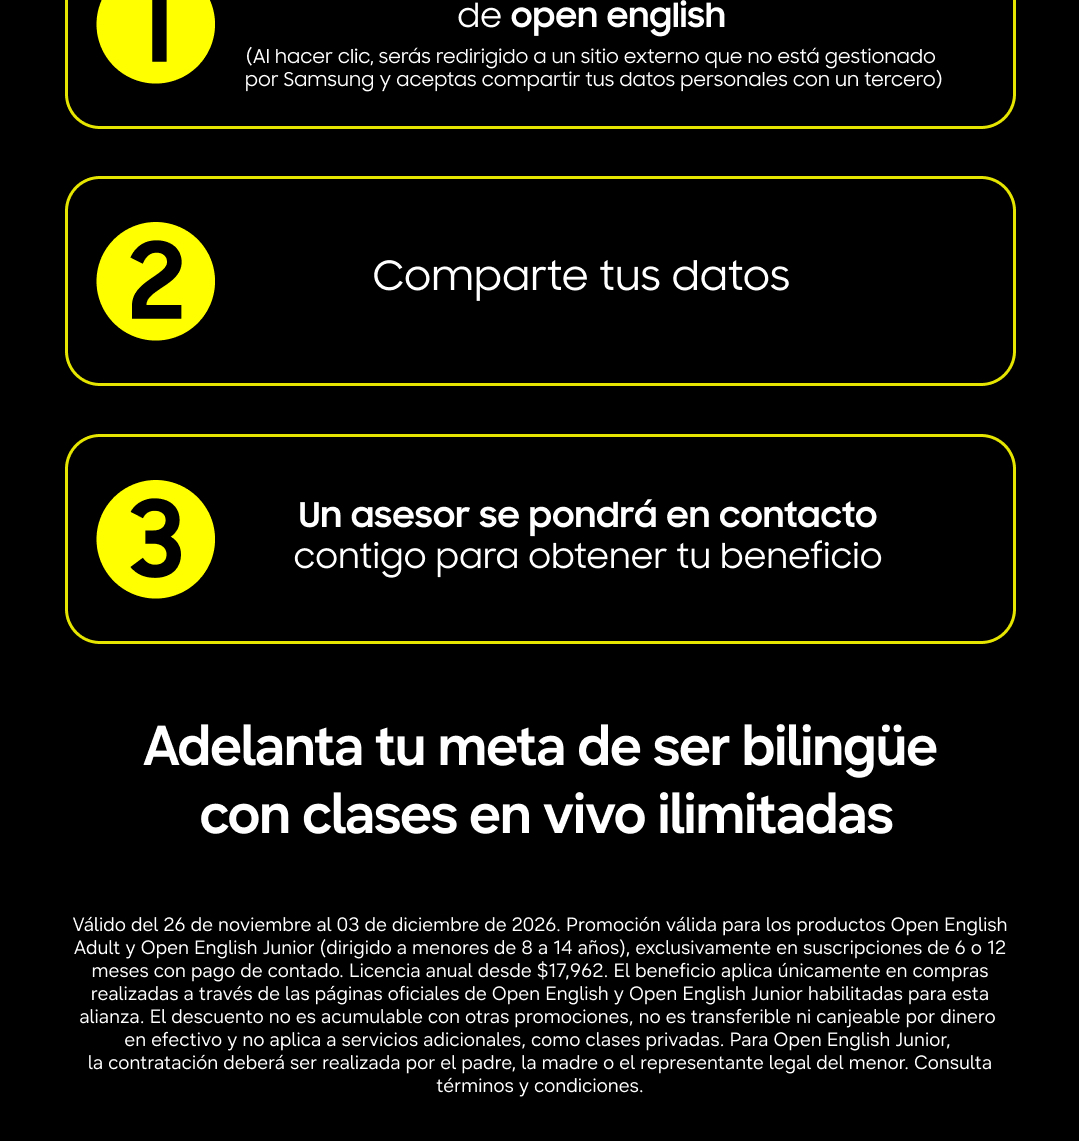 1
de open english
(Al hacer clic, serás redirigido a un sitio externo que no está gestionado
por Samsung y aceptas compartir tus datos personales con un tercero)
2
Comparte tus datos
3
Un asesor se pondrá en contacto
contigo para obtener tu beneficio
Adelanta tu meta de ser bilingüe
con clases en vivo ilimitadas
Válido del 26 de noviembre al 03 de diciembre de 2026. Promoción válida para los productos Open English
Adult y Open English Junior (dirigido a menores de 8 a 14 años), exclusivamente en suscripciones de 6 o 12
meses con pago de contado. Licencia anual desde $17,962. El beneficio aplica únicamente en compras
realizadas a través de las páginas oficiales de Open English y Open English Junior habilitadas para esta
alianza. El descuento no es acumulable con otras promociones, no es transferible ni canjeable por dinero
en efectivo y no aplica a servicios adicionales, como clases privadas. Para Open English Junior,
la contratación deberá ser realizada por el padre, la madre o el representante legal del menor. Consulta
términos y condiciones.